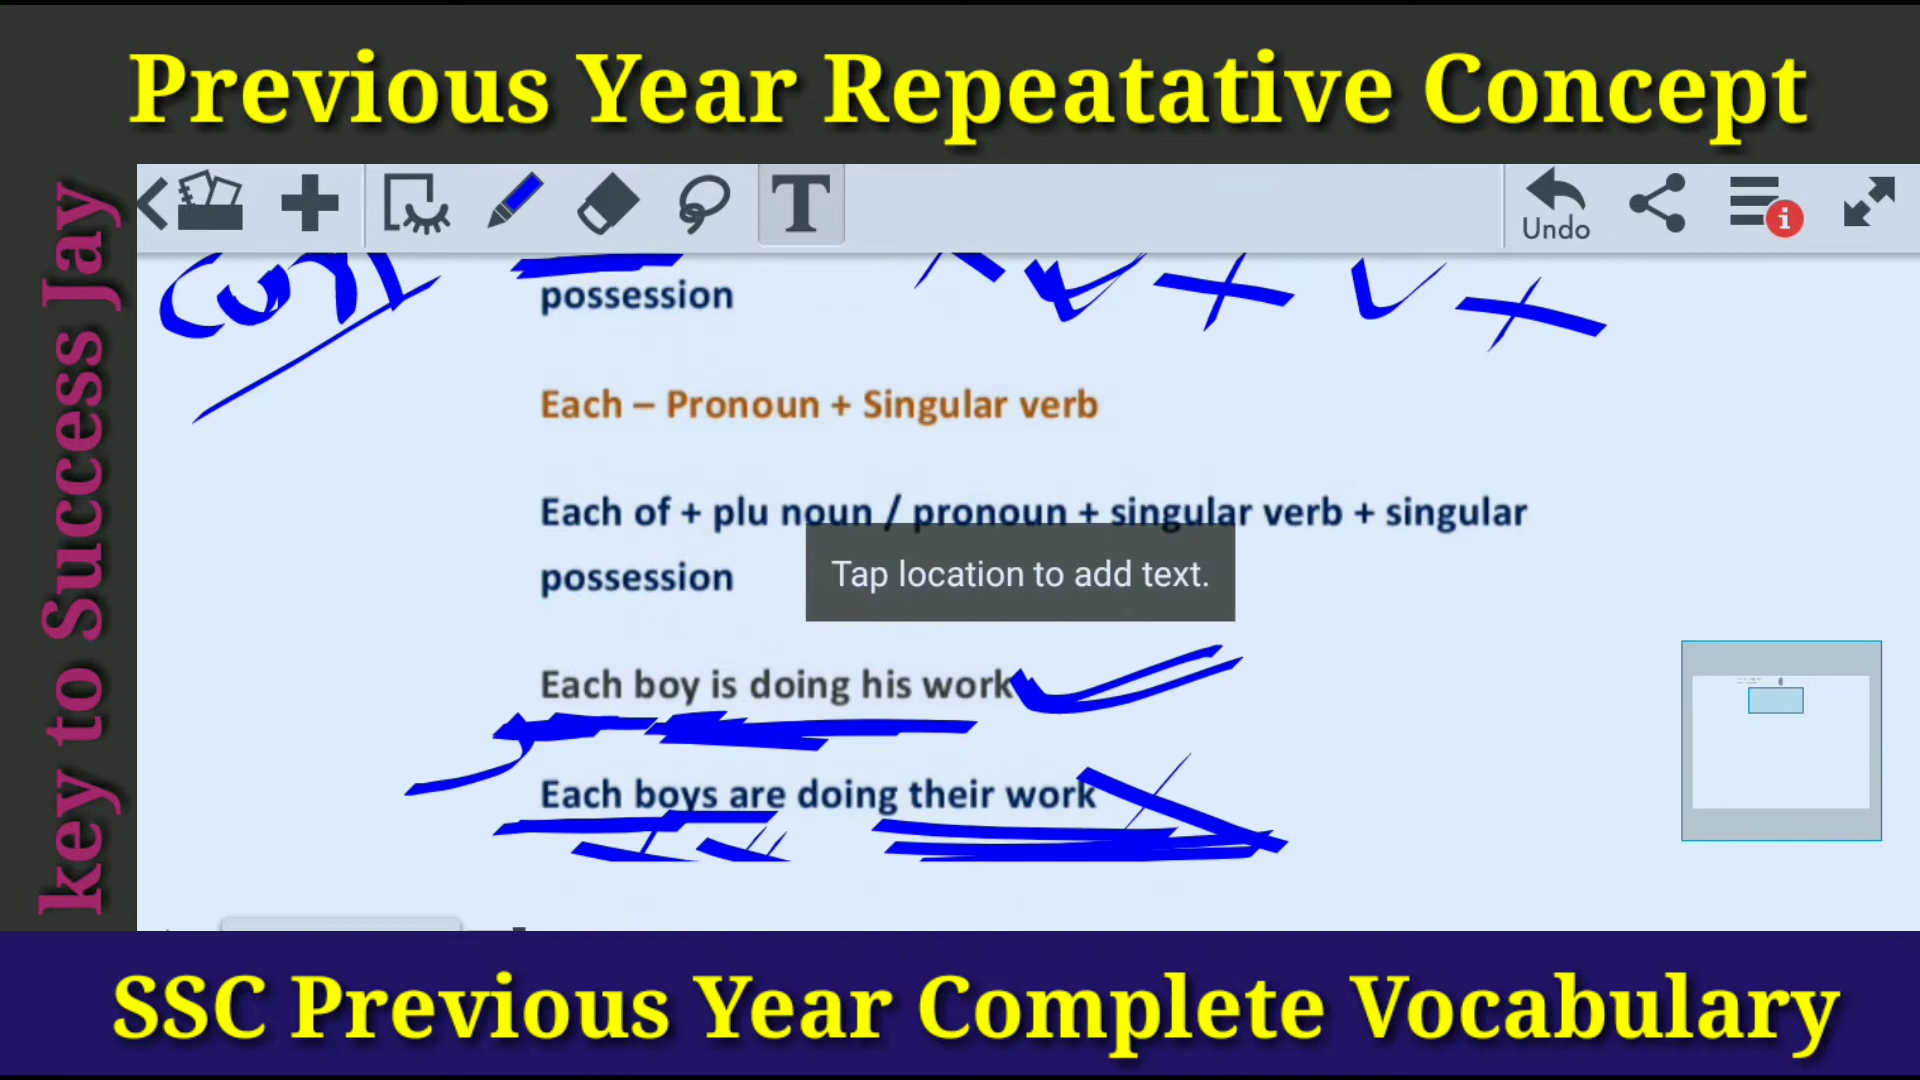 Previous Year Repeatative Concept
key to Success Jay
Undo
possession
Each – Pronoun + Singular verb
Each of + plu noun / pronoun + singular verb + singular
possession
Tap location to add text.
Each boy is doing his work
Each boys are doing their work
SSC Previous Year Complete Vocabulary